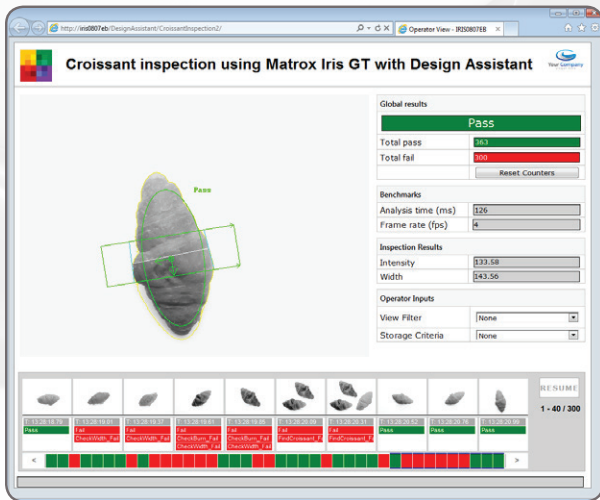 http://iris0807eb/DesignAssistant/CroissantInspection2/
Operator View - IRIS0807EB
Croissant inspection using Matrox Iris GT with Design Assistant
Your Company
Pass
Global results
Pass
Total pass 363
Total fail 300
Reset Counters
Benchmarks
Analysis time (ms) 126
Frame rate (fps) 4
Inspection Results
Intensity 133.58
Width 143.56
Operator Inputs
View Filter None
Storage Criteria None
Pass
Fail
CheckWidth_Fail
Fail
CheckWidth_Fail
Fail
CheckBurn_Fail
CheckWidth_Fail
Fail
CheckBurn_Fail
CheckWidth_Fail
Fail
FindCroissant_F
Fail
FindCroissant_F
Pass
Pass
Pass
RESUME
1 - 40 / 300